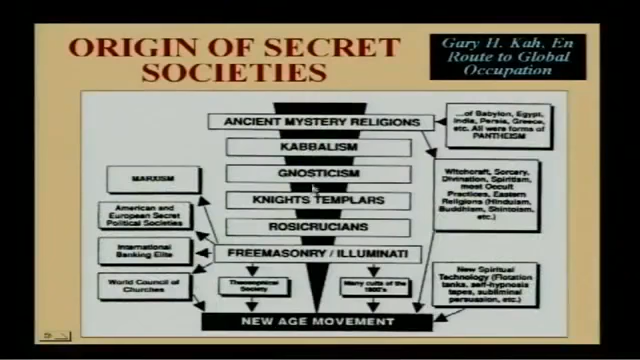 ORIGIN OF SECRET
SOCIETIES
Gary H. Kah, En
Route to Global
Occupation
ANCIENT MYSTERY RELIGIONS
...of Babylon, Egypt,
India, Persia, Greece,
etc. All were forms of
PANTHEISM
KABBALISM
GNOSTICISM
KNIGHTS TEMPLARS
ROSICRUCIANS
FREEMASONRY / ILLUMINATI
MARXISM
American and
European Secret
Political Societies
International
Banking Elite
World Council of
Churches
Witchcraft, Sorcery,
Divination, Spiritism,
most Occult
Practices, Eastern
Religions (Hinduism,
Buddhism, Shintoism,
etc.)
Theosophical
Society
Many cults of the
1800's
New Spiritual
Technology (Flotation
tanks, self-hypnosis
tapes, subliminal
persuasion, etc.)
NEW AGE MOVEMENT